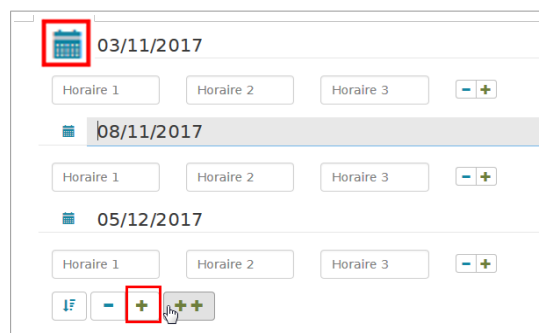 03/11/2017
Horaire 1 Horaire 2 Horaire 3 - +
08/11/2017
Horaire 1 Horaire 2 Horaire 3 - +
05/12/2017
Horaire 1 Horaire 2 Horaire 3 - +
- + ++